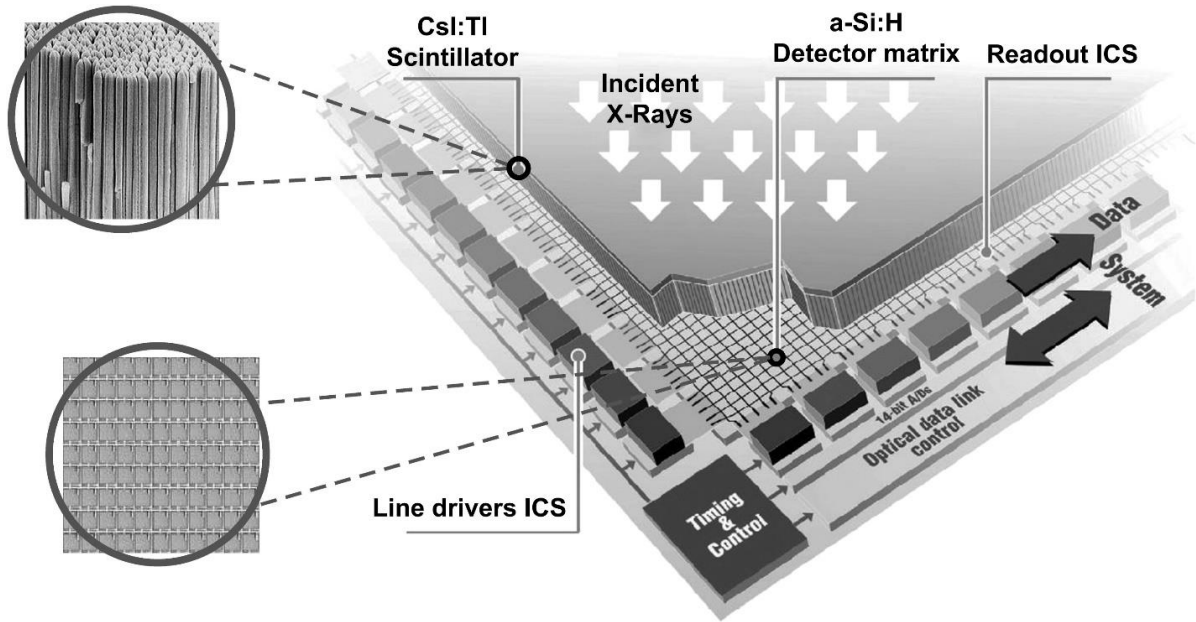 CsI:Tl
Scintillator
a-Si:H
Detector matrix
Readout ICS
Incident
X-Rays
Data
System
14-bit A/Ds
Optical data link
control
Line drivers ICS
Timing
&
Control